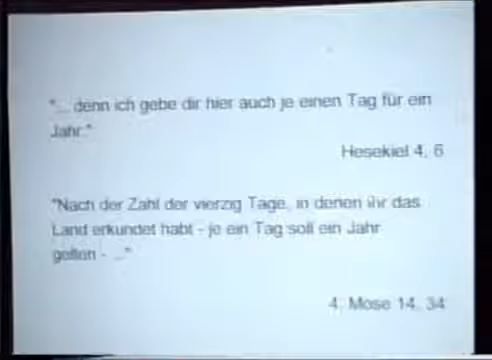 "... denn ich gebe dir hier auch je einen Tag für ein
Jahr."
Hesekiel 4, 6
"Nach der Zahl der vierzig Tage, in denen ihr das
Land erkundet habt - je ein Tag soll ein Jahr
gelten - ..."
4. Mose 14, 34